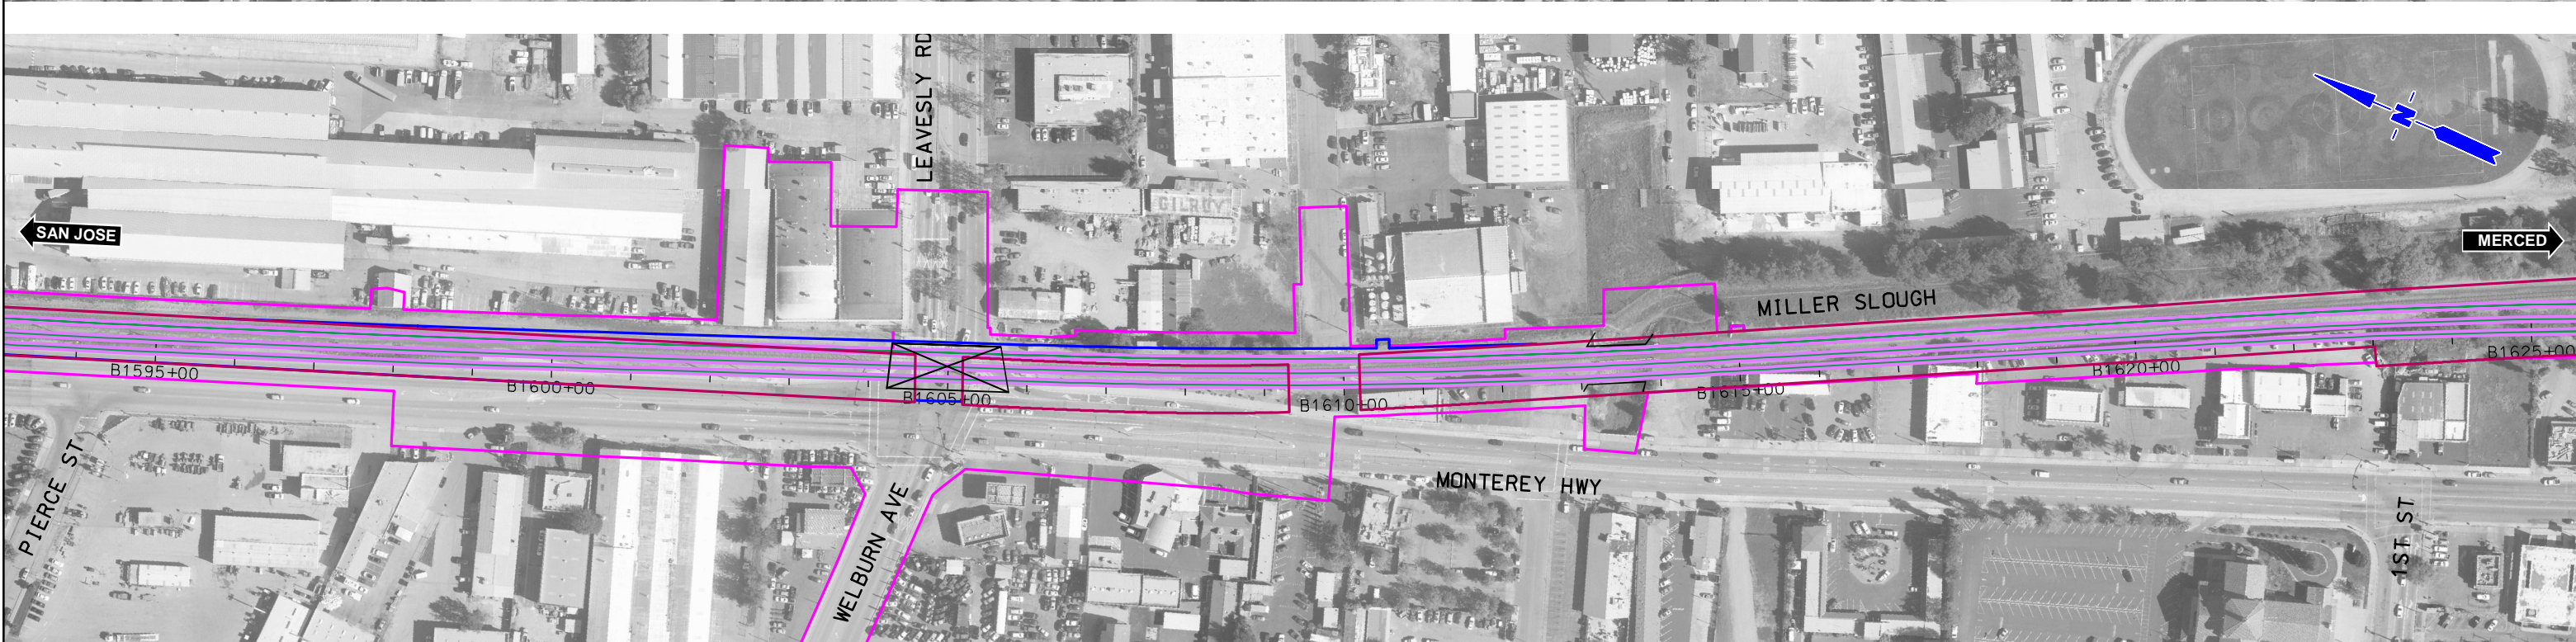 LEAVESLY RD
GILROY
N
SAN JOSE
MERCED
MILLER SLOUGH
B1595+00
B1600+00
B1605+00
B1610+00
B1615+00
B1620+00
B1625+00
PIERCE ST
WELBURN AVE
MONTEREY HWY
1ST ST